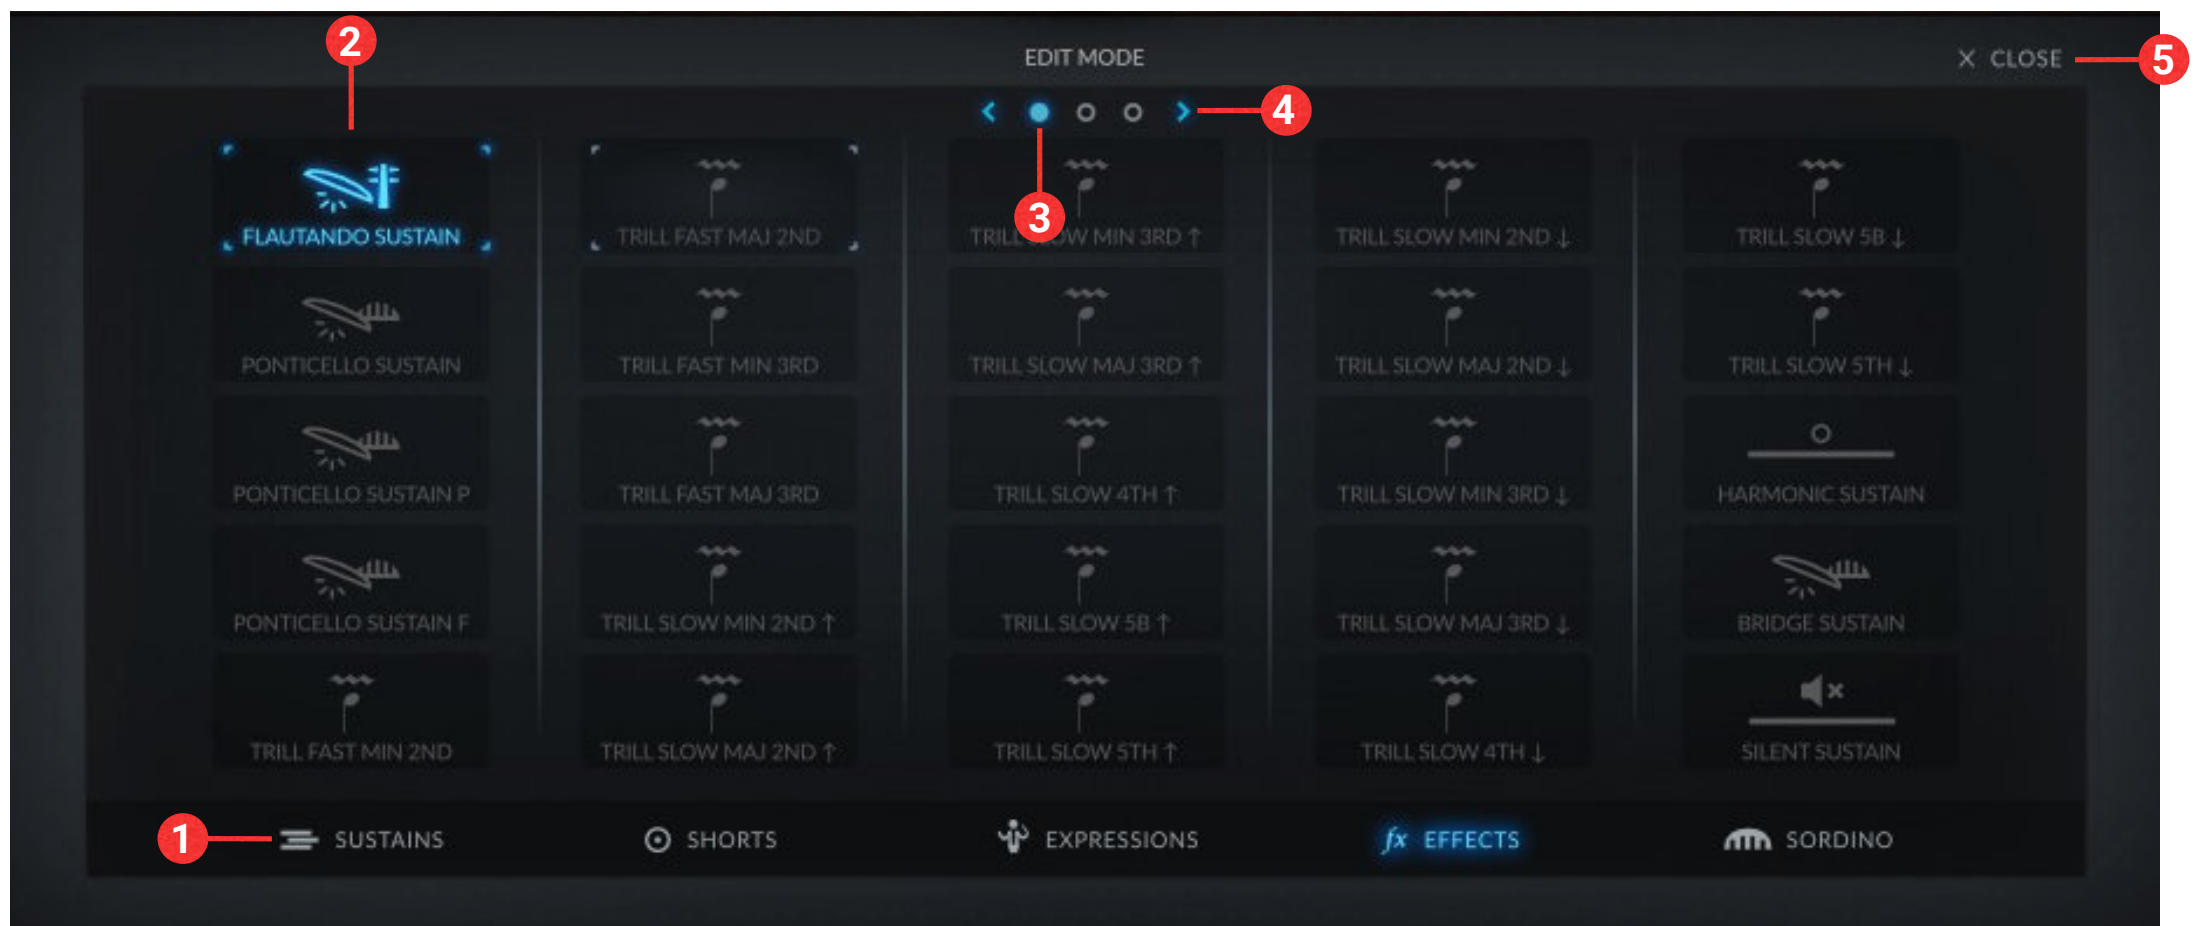 2
EDIT MODE
X CLOSE
5
4
3
FLAUTANDO SUSTAIN
TRILL FAST MAJ 2ND
TRILL SLOW MIN 3RD ↑
TRILL SLOW MIN 2ND ↓
TRILL SLOW 5B ↓
PONTICELLO SUSTAIN
TRILL FAST MIN 3RD
TRILL SLOW MAJ 3RD ↑
TRILL SLOW MAJ 2ND ↓
TRILL SLOW 5TH ↓
PONTICELLO SUSTAIN P
TRILL FAST MAJ 3RD
TRILL SLOW 4TH ↑
TRILL SLOW MIN 3RD ↓
HARMONIC SUSTAIN
PONTICELLO SUSTAIN F
TRILL SLOW MIN 2ND ↑
TRILL SLOW 5B ↑
TRILL SLOW MAJ 3RD ↓
BRIDGE SUSTAIN
TRILL FAST MIN 2ND
TRILL SLOW MAJ 2ND ↑
TRILL SLOW 5TH ↑
TRILL SLOW 4TH ↓
SILENT SUSTAIN
1
SUSTAINS
SHORTS
EXPRESSIONS
fx EFFECTS
SORDINO